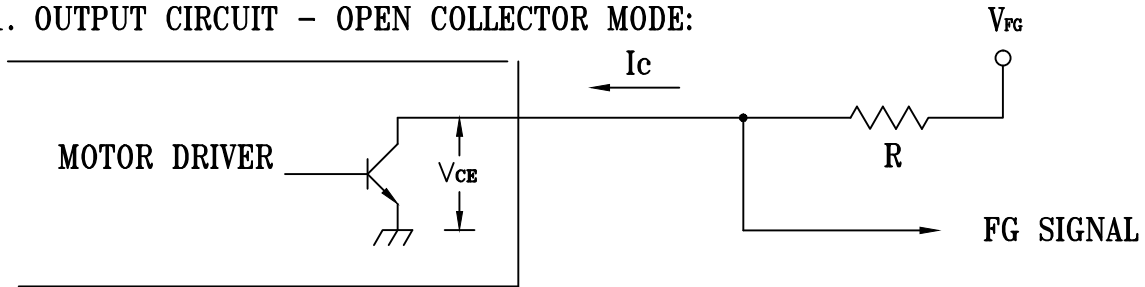 . OUTPUT CIRCUIT - OPEN COLLECTOR MODE:
VFG
Ic
MOTOR DRIVER
VCE
R
FG SIGNAL